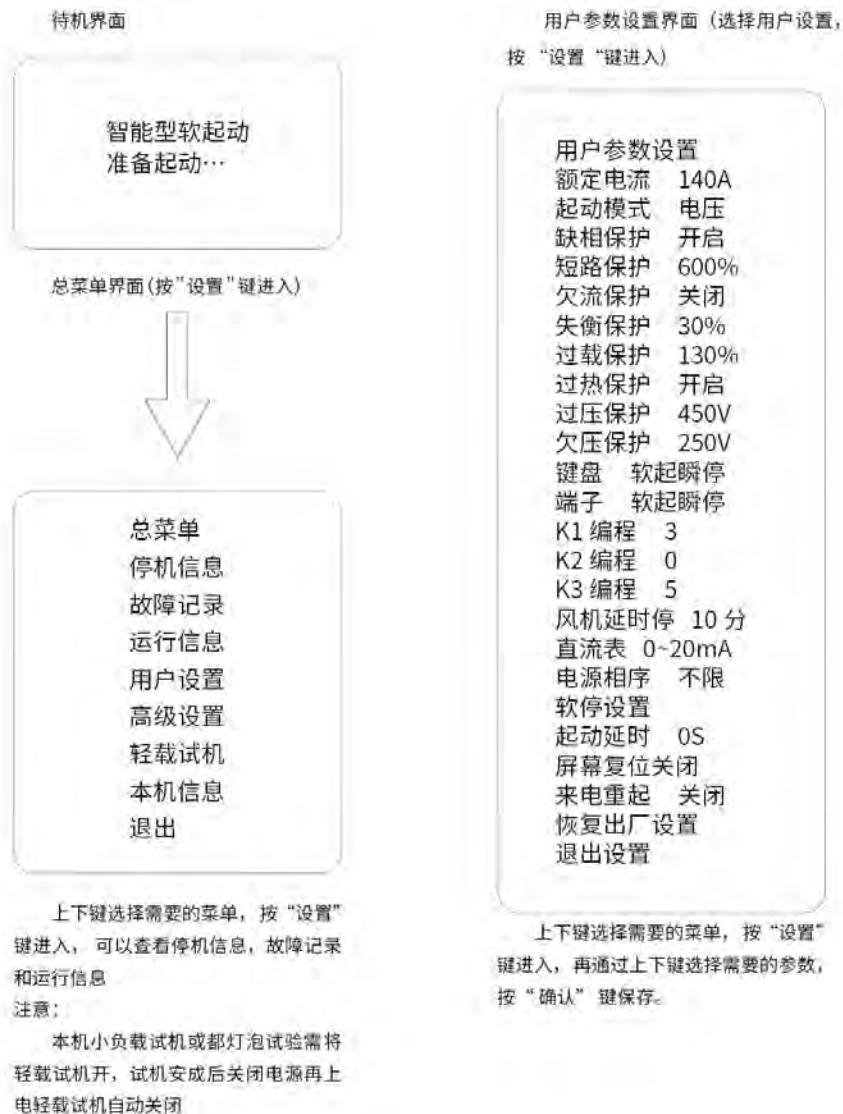 待机界面
智能型软起动
准备起动…
总菜单界面(按"设置"键进入)
总菜单
停机信息
故障记录
运行信息
用户设置
高级设置
轻载试机
本机信息
退出
上下键选择需要的菜单，按“设置”
键进入， 可以查看停机信息，故障记录
和运行信息
注意：
本机小负载试机或都灯泡试验需将
轻载试机开，试机安成后关闭电源再上
电轻载试机自动关闭
用户参数设置界面（选择用户设置，
按 “设置 “键进入)
用户参数设置
额定电流 140A
起动模式 电压
缺相保护 开启
短路保护 600%
欠流保护 关闭
失衡保护 30%
过载保护 130%
过热保护 开启
过压保护 450V
欠压保护 250V
键盘 软起瞬停
端子 软起瞬停
K1 编程 3
K2 编程 0
K3 编程 5
风机延时停 10 分
直流表 0~20mA
电源相序 不限
软停设置
起动延时 0S
屏幕复位关闭
来电重起 关闭
恢复出厂设置
退出设置
上下键选择需要的菜单，按“设置”
键进入，再通过上下键选择需要的参数，
按“确认” 键保存。